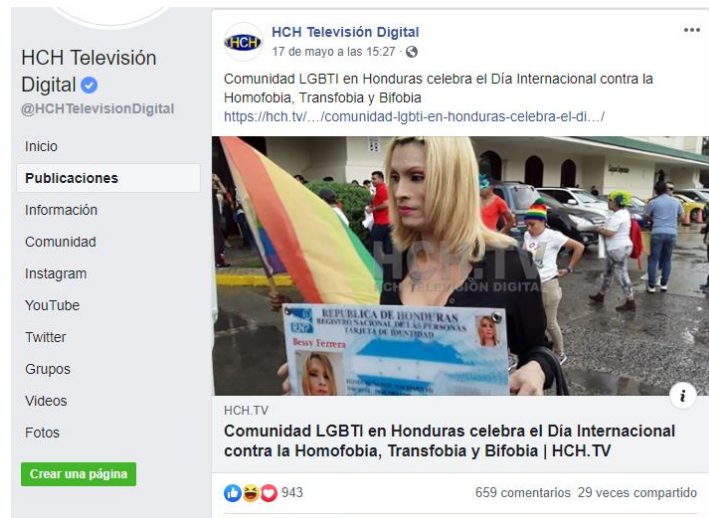 HCH Televisión
Digital
@HCHTelevisionDigital
Inicio
Publicaciones
Información
Comunidad
Instagram
YouTube
Twitter
Grupos
Videos
Fotos
Crear una página
HCH
HCH Televisión Digital
17 de mayo a las 15:27 ·
Comunidad LGBTI en Honduras celebra el Día Internacional contra la
Homofobia, Transfobia y Bifobia
https://hch.tv/…/comunidad-lgbti-en-honduras-celebra-el-di…/
HCH.TV
HCH TELEVISIÓN DIGITAL
REPUBLICA DE HONDURAS
REGISTRO NACIONAL DE LAS PERSONAS
TARJETA DE IDENTIDAD
Bessy Ferrera
HCH.TV
Comunidad LGBTI en Honduras celebra el Día Internacional
contra la Homofobia, Transfobia y Bifobia | HCH.TV
943
659 comentarios 29 veces compartido